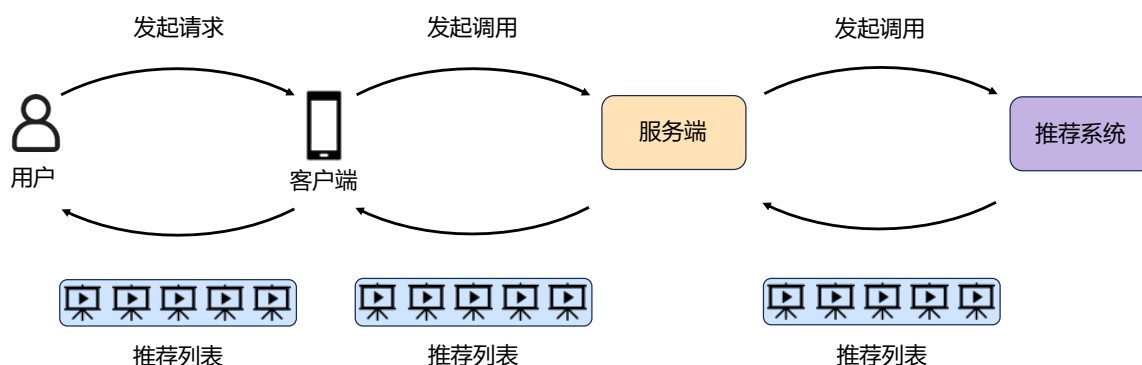 发起请求
发起调用
发起调用
用户
客户端
服务端
推荐系统
推荐列表
推荐列表
推荐列表